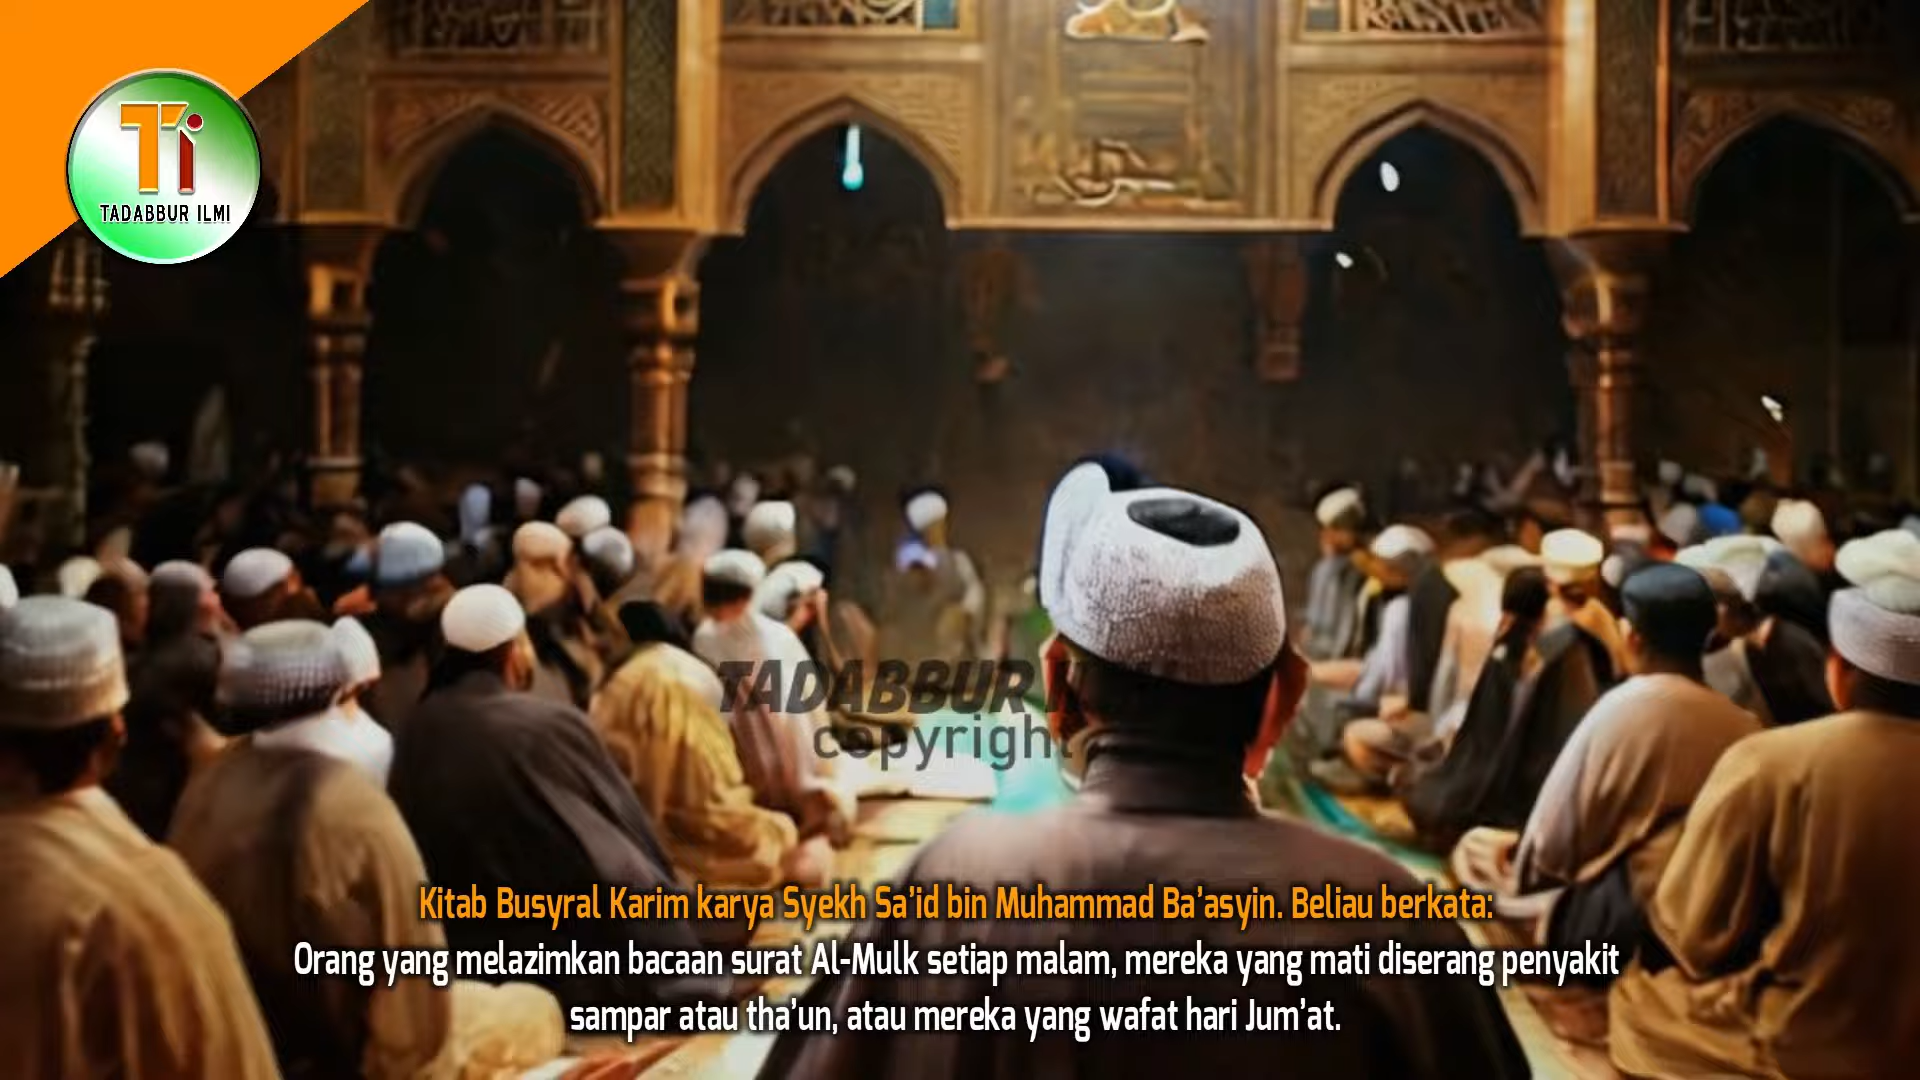 Ti
TADABBUR ILMI
TADABBUR ILMI
copyright
Kitab Busyral Karim karya Syekh Sa'id bin Muhammad Ba'asyin. Beliau berkata:
Orang yang melazimkan bacaan surat Al-Mulk setiap malam, mereka yang mati diserang penyakit
sampar atau tha'un, atau mereka yang wafat hari Jum'at.